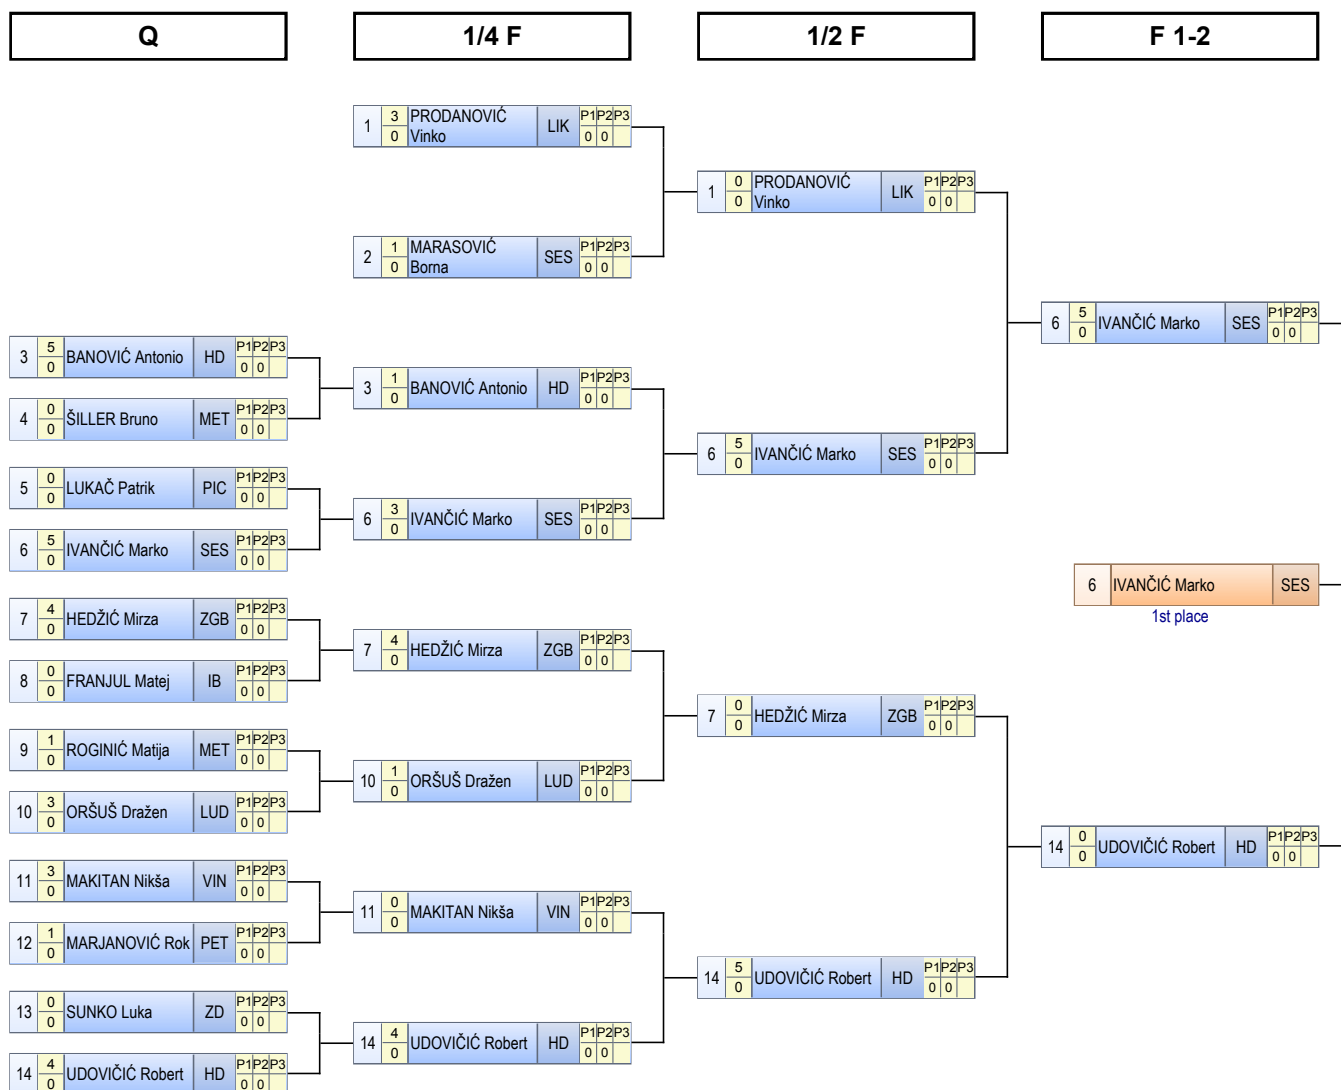 Q
1/4 F
1/2 F
F 1-2
1 3 PRODANOVIĆ Vinko LIK P1 P2 P3
0 0 0
2 1 MARASOVIĆ Borna SES P1 P2 P3
0 0 0
1 0 PRODANOVIĆ Vinko LIK P1 P2 P3
0 0 0
6 5 IVANČIĆ Marko SES P1 P2 P3
0 0 0
3 5 BANOVIĆ Antonio HD P1 P2 P3
0 0 0
4 0 ŠILLER Bruno MET P1 P2 P3
0 0 0
3 1 BANOVIĆ Antonio HD P1 P2 P3
0 0 0
5 0 LUKAČ Patrik PIC P1 P2 P3
0 0 0
6 5 IVANČIĆ Marko SES P1 P2 P3
0 0 0
6 3 IVANČIĆ Marko SES P1 P2 P3
0 0 0
6 5 IVANČIĆ Marko SES P1 P2 P3
0 0 0
6 IVANČIĆ Marko SES
1st place
7 4 HEDŽIĆ Mirza ZGB P1 P2 P3
0 0 0
8 0 FRANJUL Matej IB P1 P2 P3
0 0 0
7 4 HEDŽIĆ Mirza ZGB P1 P2 P3
0 0 0
9 1 ROGINIĆ Matija MET P1 P2 P3
0 0 0
10 3 ORŠUŠ Dražen LUD P1 P2 P3
0 0 0
10 1 ORŠUŠ Dražen LUD P1 P2 P3
0 0 0
7 0 HEDŽIĆ Mirza ZGB P1 P2 P3
0 0 0
14 0 UDOVIČIĆ Robert HD P1 P2 P3
0 0 0
11 3 MAKITAN Nikša VIN P1 P2 P3
0 0 0
12 1 MARJANOVIĆ Rok PET P1 P2 P3
0 0 0
11 0 MAKITAN Nikša VIN P1 P2 P3
0 0 0
14 5 UDOVIČIĆ Robert HD P1 P2 P3
0 0 0
13 0 SUNKO Luka ZD P1 P2 P3
0 0 0
14 4 UDOVIČIĆ Robert HD P1 P2 P3
0 0 0
14 4 UDOVIČIĆ Robert HD P1 P2 P3
0 0 0